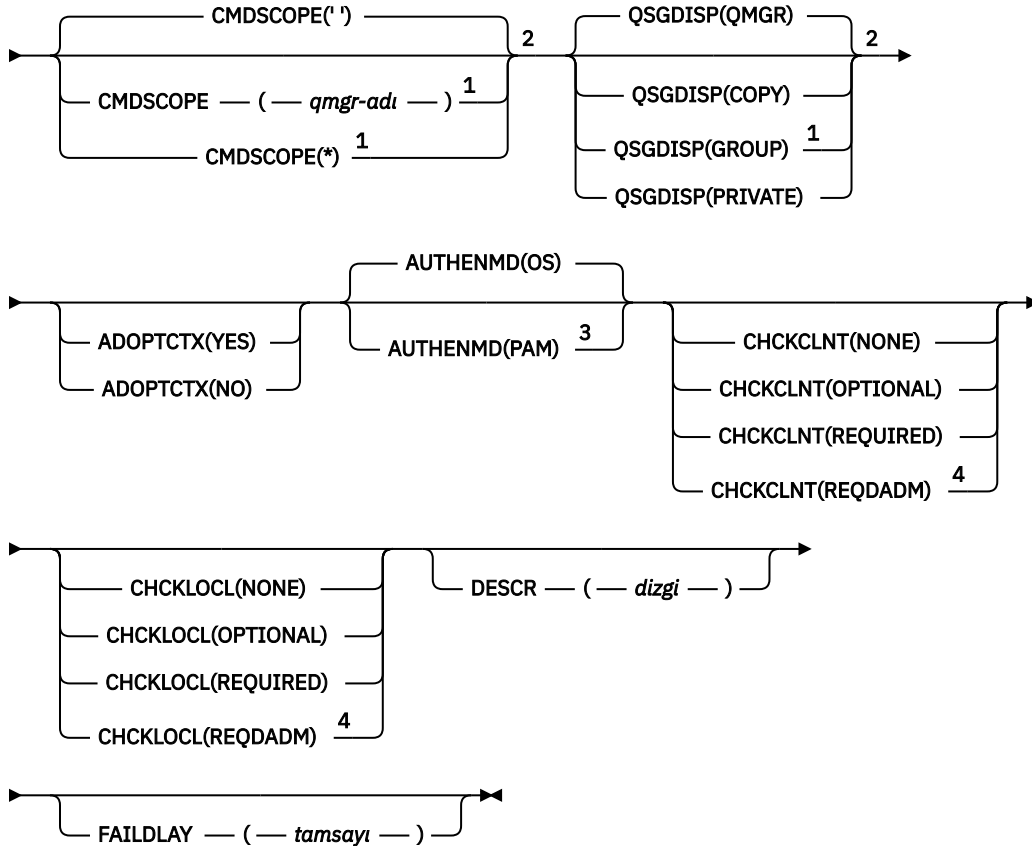 CMDSCOPE(' ')
2
CMDSCOPE ( qmgr-adı ) 1
CMDSCOPE(*) 1
QSGDISP(QMGR)
2
QSGDISP(COPY)
QSGDISP(GROUP) 1
QSGDISP(PRIVATE)
ADOPTCTX(YES)
ADOPTCTX(NO)
AUTHENMD(OS)
AUTHENMD(PAM) 3
CHCKCLNT(NONE)
CHCKCLNT(OPTIONAL)
CHCKCLNT(REQUIRED)
CHCKCLNT(REQDADM) 4
CHCKLOCL(NONE)
CHCKLOCL(OPTIONAL)
CHCKLOCL(REQUIRED)
CHCKLOCL(REQDADM) 4
DESCR ( dizgi )
FAILDLAY ( tamsayı )